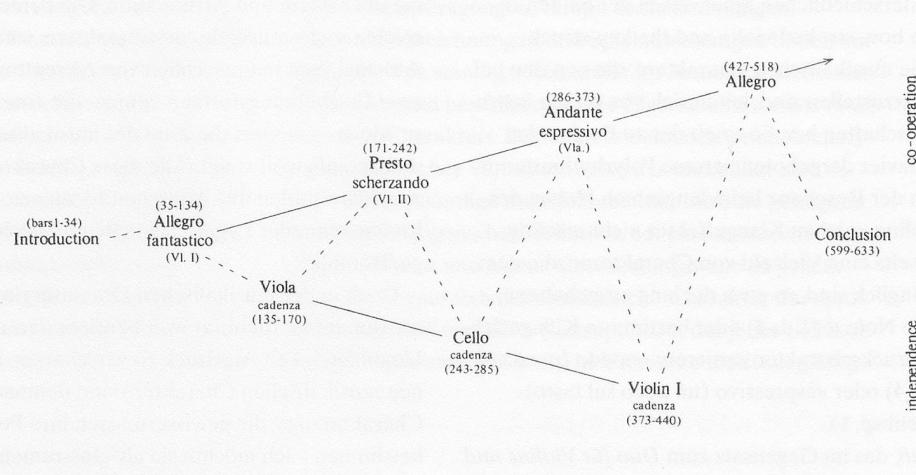 (427-518)
Allegro
(286-373)
Andante
espressivo
(Vla.)
(171-242)
Presto
scherzando
(Vl. II)
(bars1-34)
Introduction
(35-134)
Allegro
fantastico
(Vl. I)
Conclusion
(599-633)
Viola
cadenza
(135-170)
Cello
cadenza
(243-285)
Violin I
cadenza
(373-440)
co-operation
independence